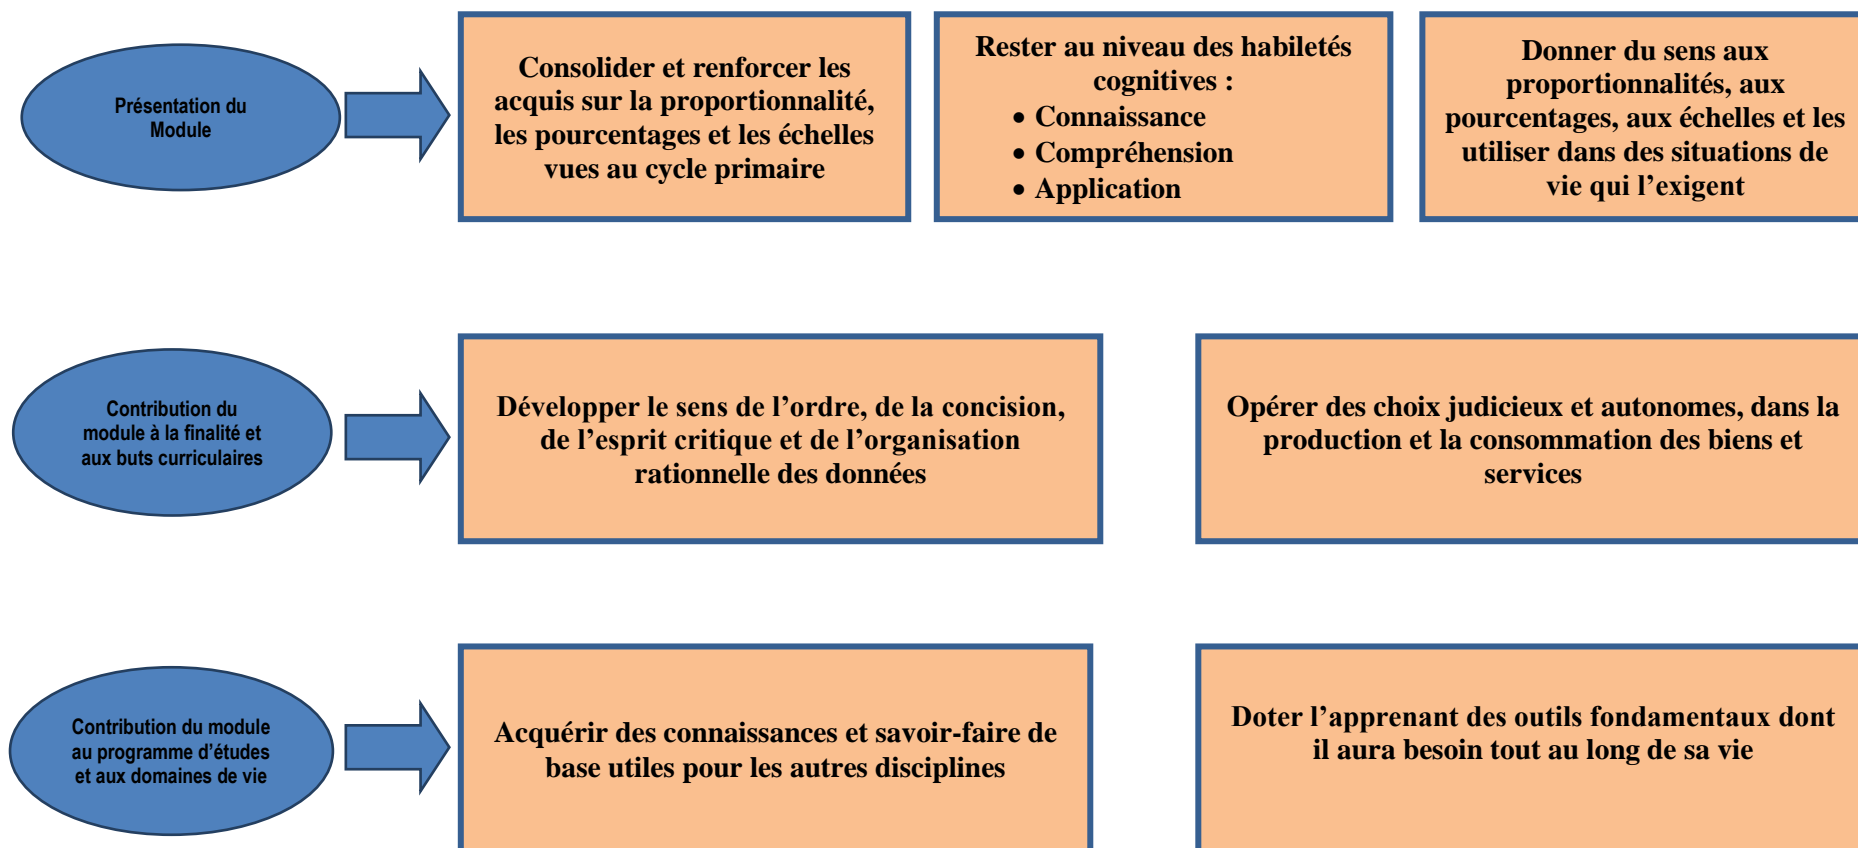 Présentation du
Module
Consolider et renforcer les
acquis sur la proportionnalité,
les pourcentages et les échelles
vues au cycle primaire
Rester au niveau des habiletés
cognitives :
• Connaissance
• Compréhension
• Application
Donner du sens aux
proportionnalités, aux
pourcentages, aux échelles et les
utiliser dans des situations de
vie qui l’exigent
Contribution du
module à la finalité et
aux buts curriculaires
Développer le sens de l’ordre, de la concision,
de l’esprit critique et de l’organisation
rationnelle des données
Opérer des choix judicieux et autonomes, dans la
production et la consommation des biens et
services
Contribution du module
au programme d’études
et aux domaines de vie
Acquérir des connaissances et savoir-faire de
base utiles pour les autres disciplines
Doter l’apprenant des outils fondamentaux dont
il aura besoin tout au long de sa vie